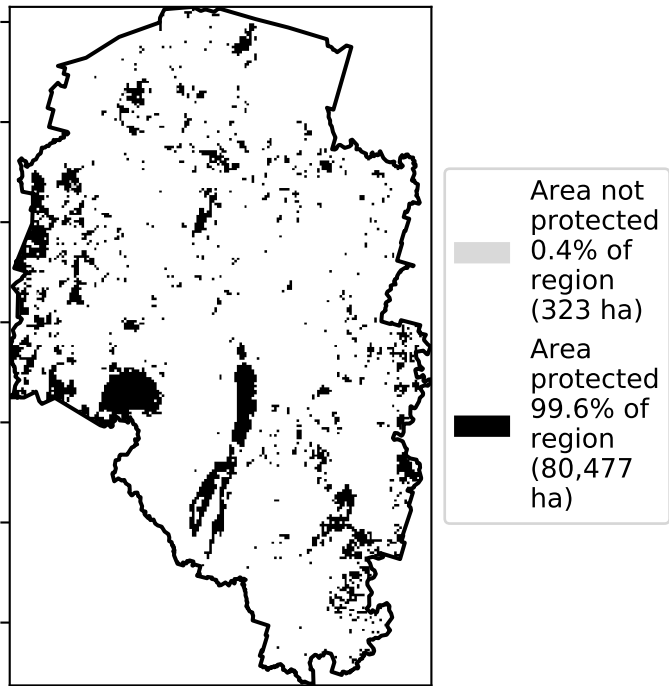 Area not
protected
0.4% of
region
(323 ha)
Area
protected
99.6% of
region
(80,477
ha)